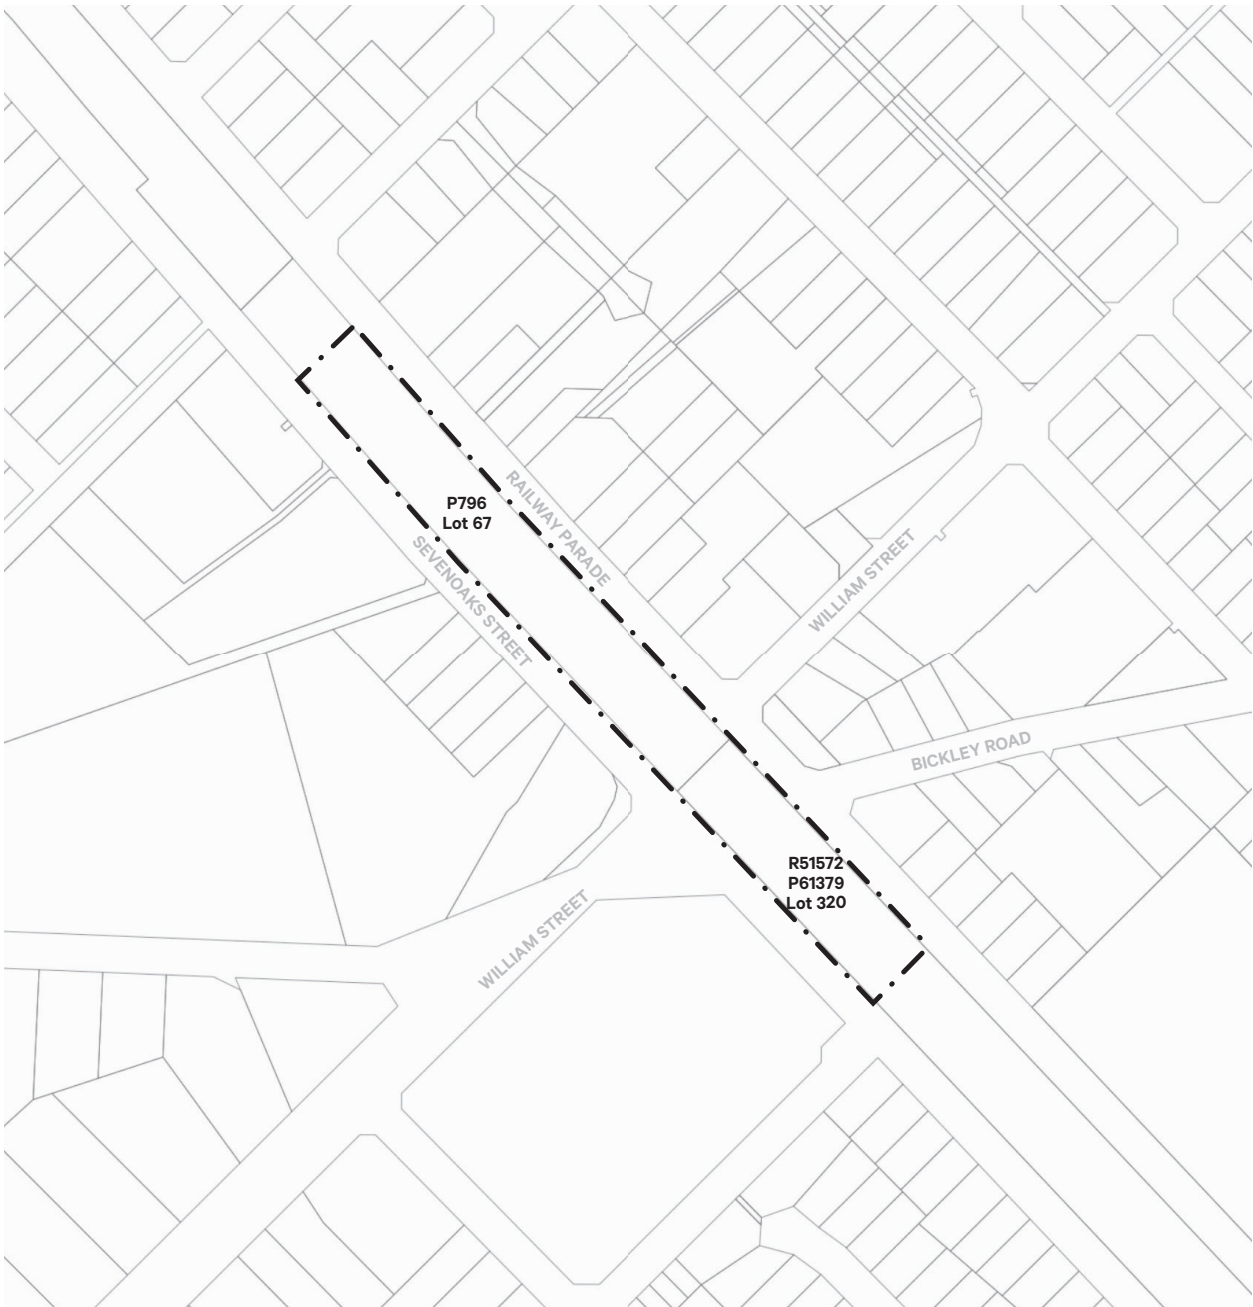 P796
Lot 67
RAILWAY PARADE
SEVENOAKS STREET
WILLIAM STREET
BICKLEY ROAD
R51572
P61379
Lot 320
WILLIAM STREET